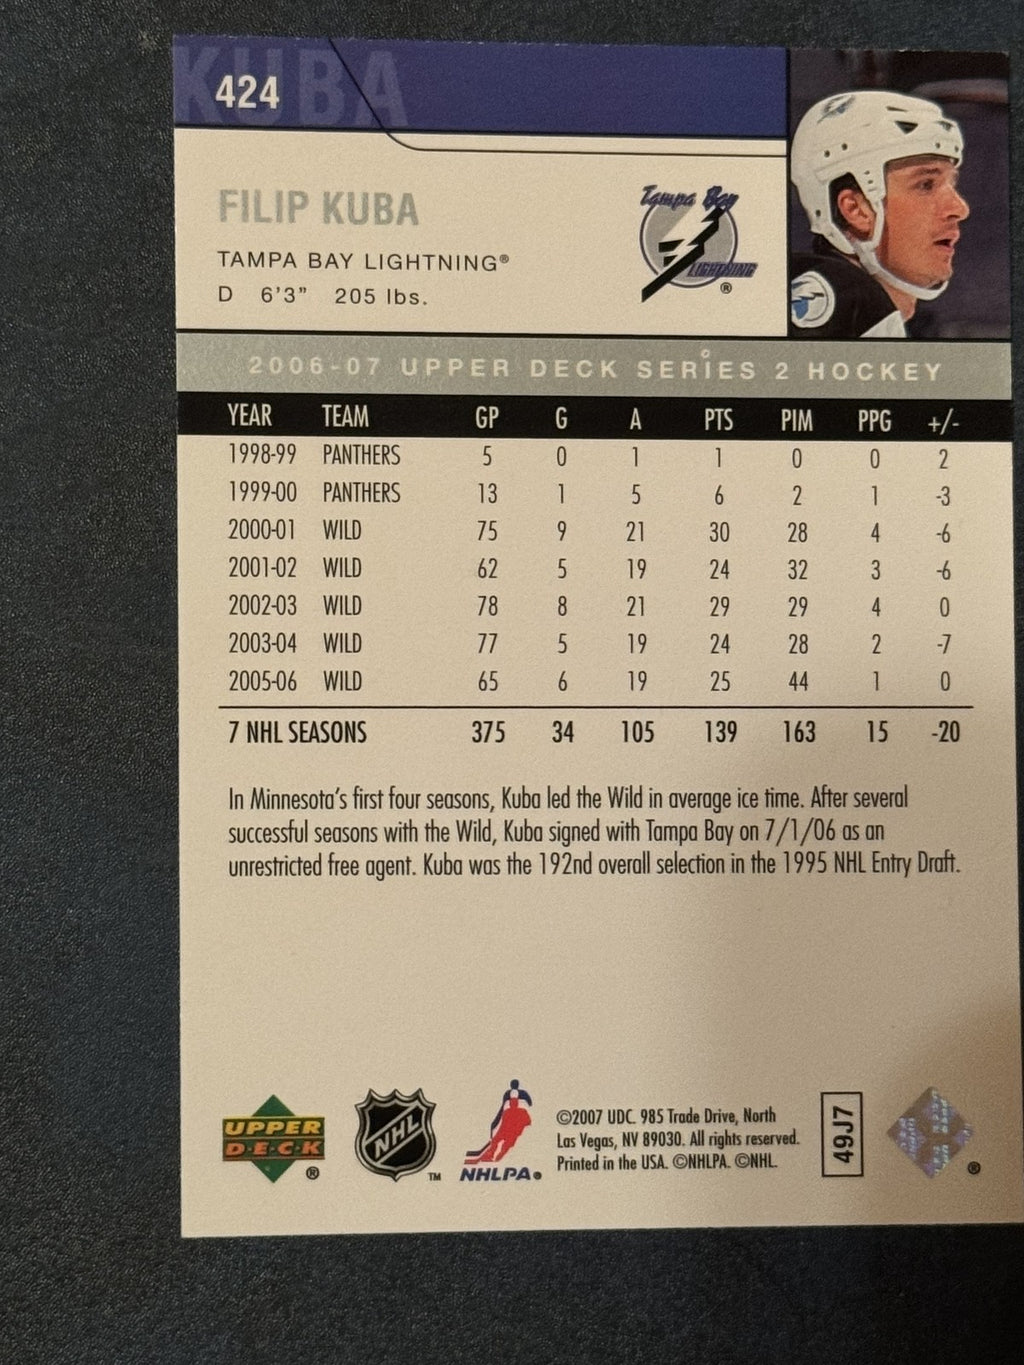 KUBA
424
FILIP KUBA
TAMPA BAY LIGHTNING®
D 6'3" 205 lbs.
Tampa Bay
LIGHTNING
®
2006-07 UPPER DECK SERIES 2 HOCKEY
YEAR TEAM GP G A PTS PIM PPG +/-
1998-99 PANTHERS 5 0 1 1 0 0 2
1999-00 PANTHERS 13 1 5 6 2 1 -3
2000-01 WILD 75 9 21 30 28 4 -6
2001-02 WILD 62 5 19 24 32 3 -6
2002-03 WILD 78 8 21 29 29 4 0
2003-04 WILD 77 5 19 24 28 2 -7
2005-06 WILD 65 6 19 25 44 1 0
7 NHL SEASONS 375 34 105 139 163 15 -20
In Minnesota's first four seasons, Kuba led the Wild in average ice time. After several
successful seasons with the Wild, Kuba signed with Tampa Bay on 7/1/06 as an
unrestricted free agent. Kuba was the 192nd overall selection in the 1995 NHL Entry Draft.
UPPER
D·E·C·K
®
NHL
TM
NHLPA®
©2007 UDC. 985 Trade Drive, North
Las Vegas, NV 89030. All rights reserved.
Printed in the USA. ©NHLPA. ©NHL.
49J7
®